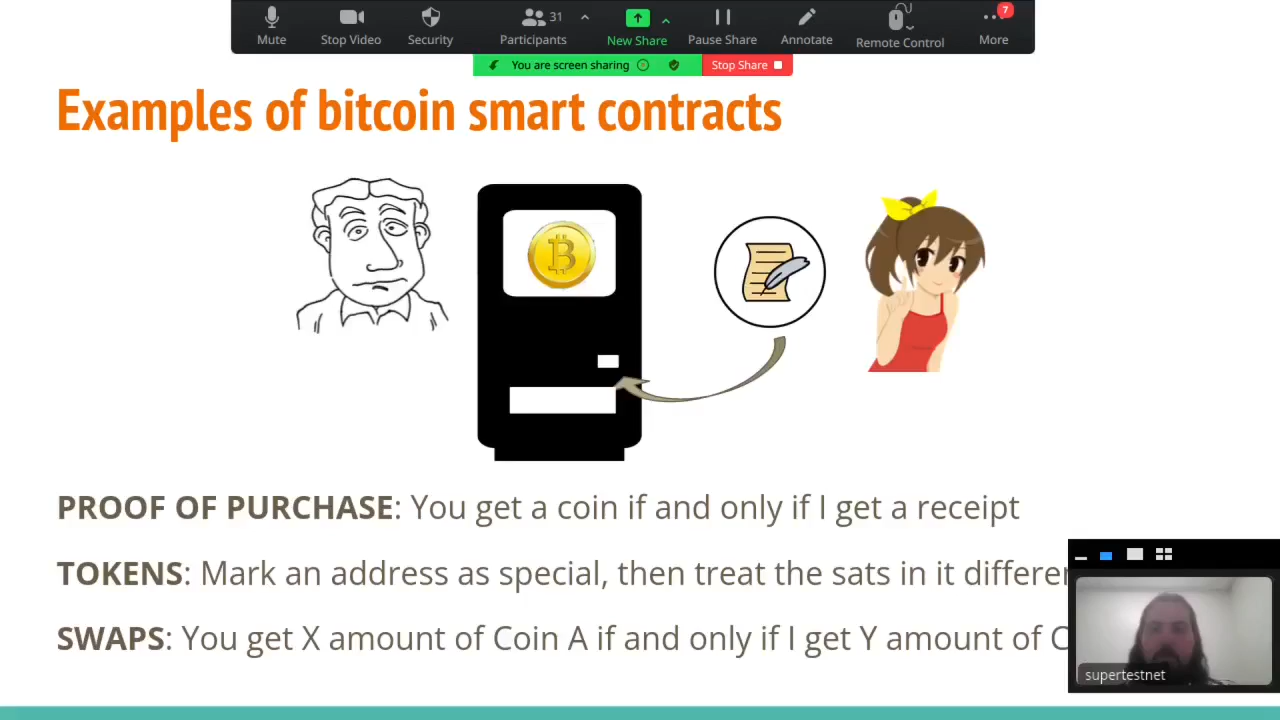 Mute
Stop Video
Security
Participants
31
New Share
Pause Share
Annotate
Remote Control
More
7
You are screen sharing
Stop Share
Examples of bitcoin smart contracts
PROOF OF PURCHASE: You get a coin if and only if I get a receipt
TOKENS: Mark an address as special, then treat the sats in it differen
SWAPS: You get X amount of Coin A if and only if I get Y amount of C
supertestnet